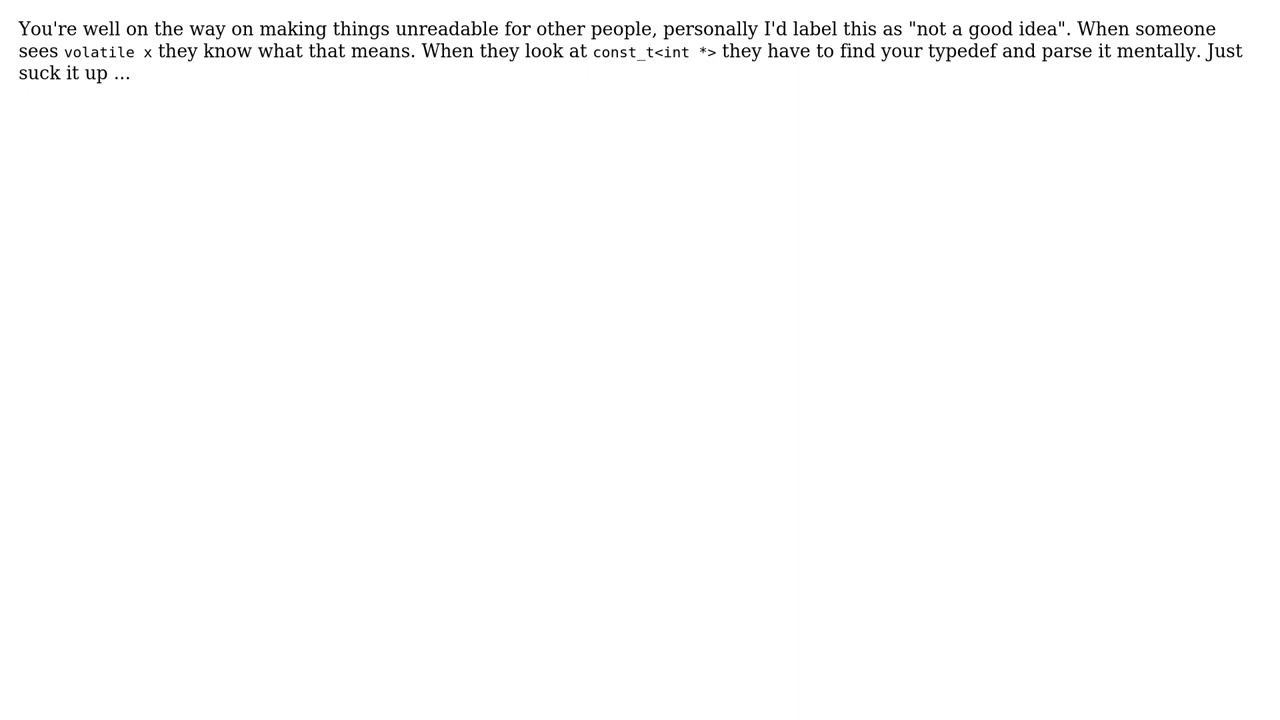 You're well on the way on making things unreadable for other people, personally I'd label this as "not a good idea". When someone
sees volatile x they know what that means. When they look at const_t<int *> they have to find your typedef and parse it mentally. Just
suck it up ...